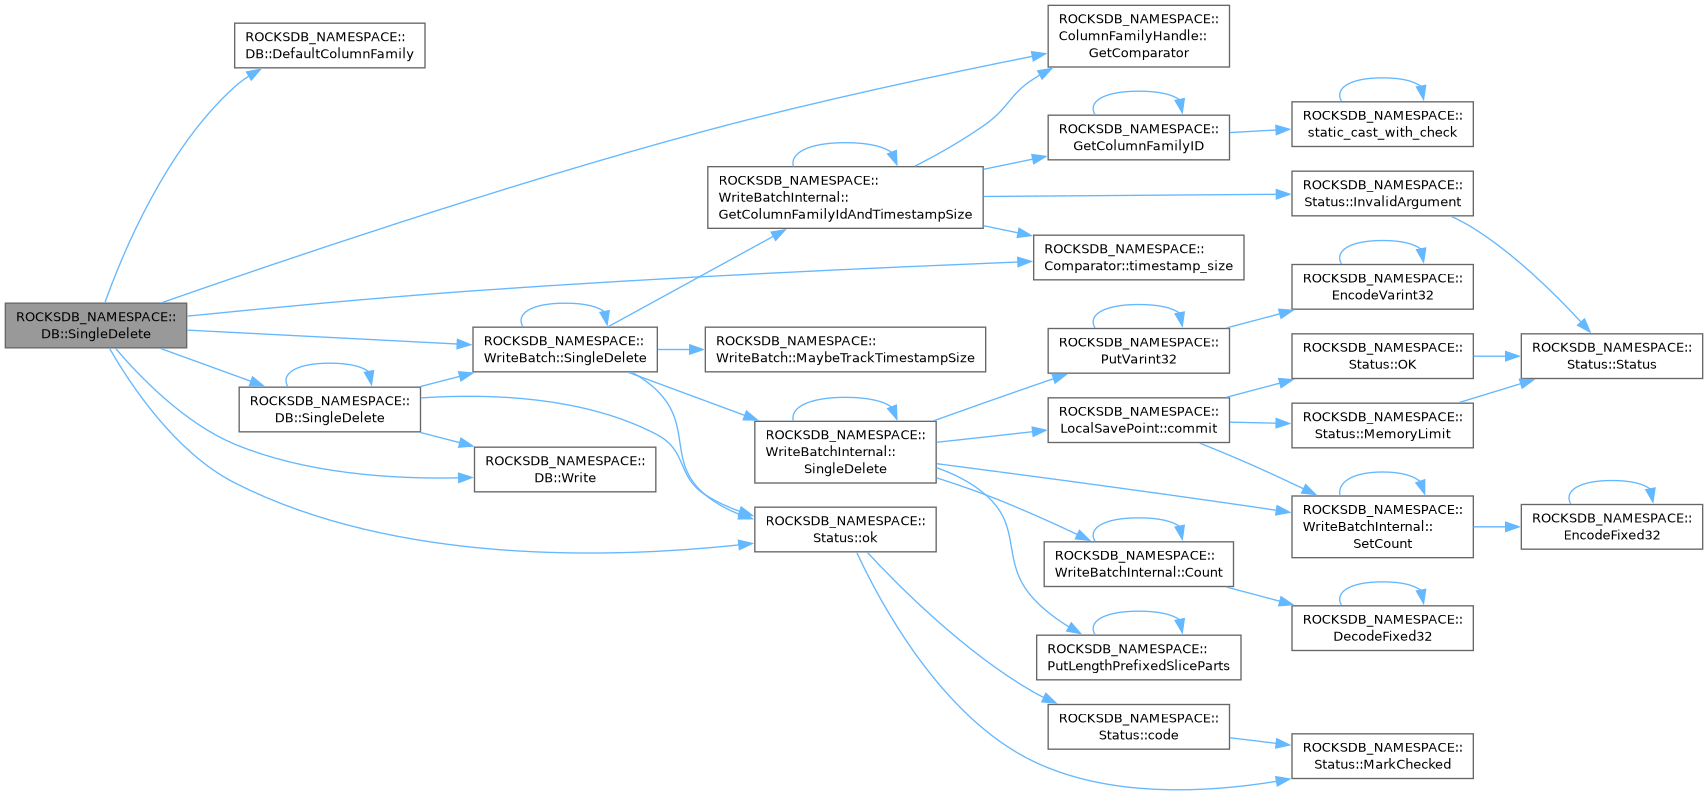 ROCKSDB_NAMESPACE::
DB::SingleDelete
ROCKSDB_NAMESPACE::
DB::DefaultColumnFamily
ROCKSDB_NAMESPACE::
ColumnFamilyHandle::
GetComparator
ROCKSDB_NAMESPACE::
Comparator::timestamp_size
ROCKSDB_NAMESPACE::
WriteBatch::SingleDelete
ROCKSDB_NAMESPACE::
DB::SingleDelete
ROCKSDB_NAMESPACE::
DB::Write
ROCKSDB_NAMESPACE::
Status::ok
ROCKSDB_NAMESPACE::
WriteBatchInternal::
GetColumnFamilyIdAndTimestampSize
ROCKSDB_NAMESPACE::
WriteBatch::MaybeTrackTimestampSize
ROCKSDB_NAMESPACE::
WriteBatchInternal::
SingleDelete
ROCKSDB_NAMESPACE::
GetColumnFamilyID
ROCKSDB_NAMESPACE::
static_cast_with_check
ROCKSDB_NAMESPACE::
Status::InvalidArgument
ROCKSDB_NAMESPACE::
PutVarint32
ROCKSDB_NAMESPACE::
EncodeVarint32
ROCKSDB_NAMESPACE::
LocalSavePoint::commit
ROCKSDB_NAMESPACE::
Status::OK
ROCKSDB_NAMESPACE::
Status::MemoryLimit
ROCKSDB_NAMESPACE::
Status::Status
ROCKSDB_NAMESPACE::
WriteBatchInternal::
SetCount
ROCKSDB_NAMESPACE::
EncodeFixed32
ROCKSDB_NAMESPACE::
WriteBatchInternal::Count
ROCKSDB_NAMESPACE::
DecodeFixed32
ROCKSDB_NAMESPACE::
PutLengthPrefixedSliceParts
ROCKSDB_NAMESPACE::
Status::code
ROCKSDB_NAMESPACE::
Status::MarkChecked